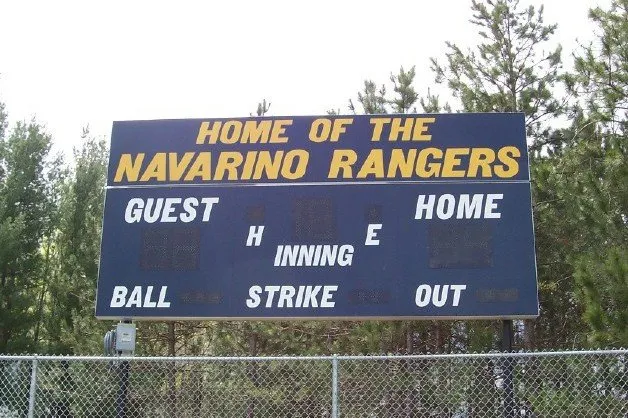 HOME OF THE
NAVARINO RANGERS
GUEST HOME
H E
INNING
BALL STRIKE OUT